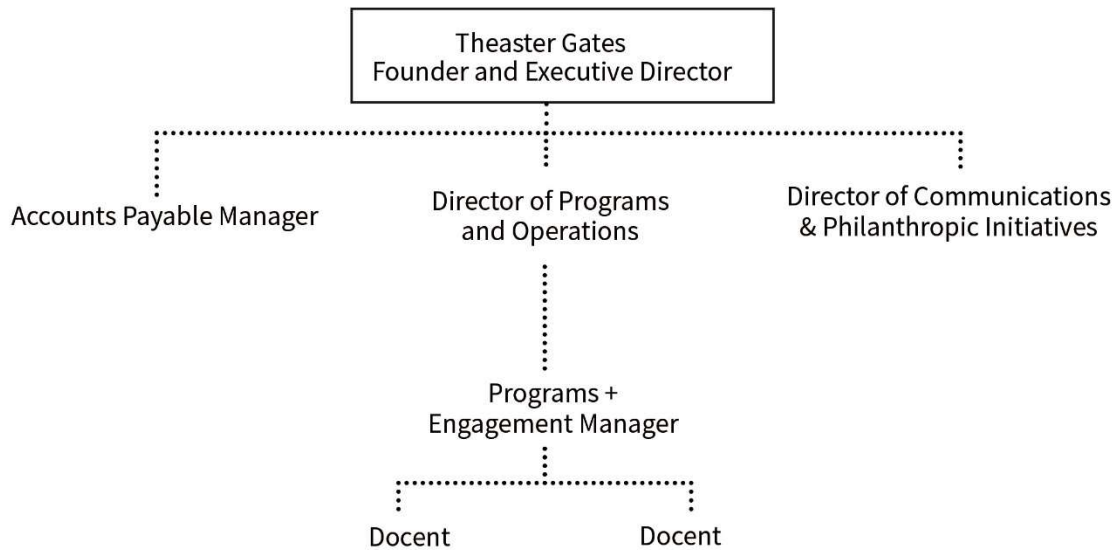 Theaster Gates
Founder and Executive Director
Accounts Payable Manager
Director of Programs
and Operations
Director of Communications
& Philanthropic Initiatives
Programs +
Engagement Manager
Docent
Docent